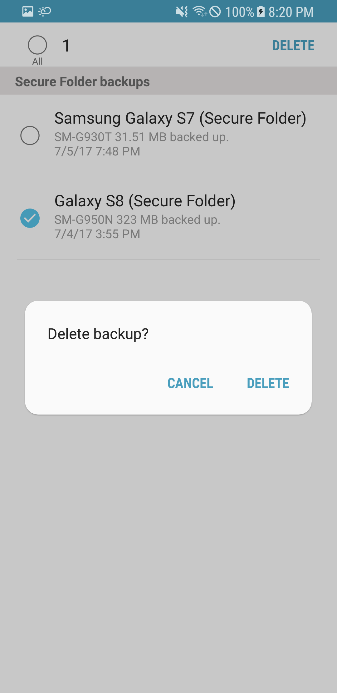 100% 8:20 PM
All
1
DELETE
Secure Folder backups
Samsung Galaxy S7 (Secure Folder)
SM-G930T 31.51 MB backed up.
7/5/17 7:48 PM
Galaxy S8 (Secure Folder)
SM-G950N 323 MB backed up.
7/4/17 3:55 PM
Delete backup?
CANCEL DELETE